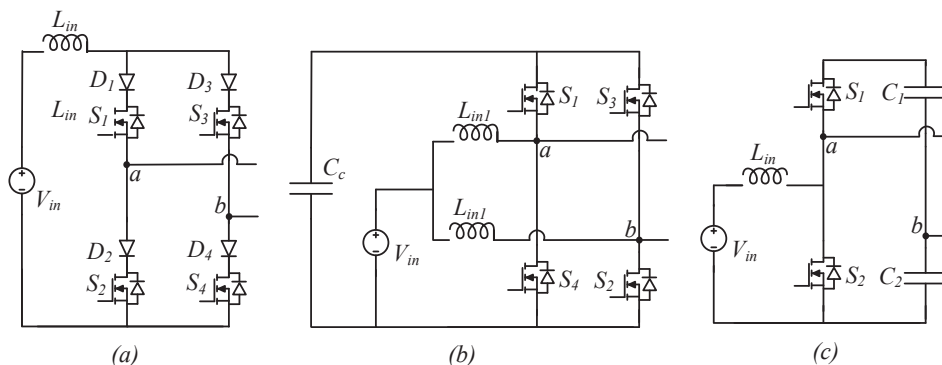 L_in
D_1
D_3
L_in
S_1
S_3
a
b
V_in
D_2
D_4
S_2
S_4
(a)
S_1
S_3
L_in1
a
C_c
L_in1
b
V_in
S_4
S_2
(b)
S_1
C_1
a
L_in
b
V_in
S_2
C_2
(c)